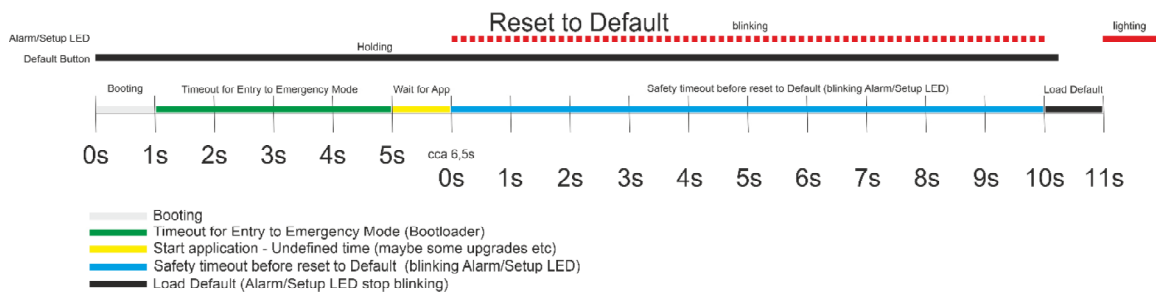 Reset to Default
Alarm/Setup LED
blinking
lighting
Default Button
Holding
Booting
Timeout for Entry to Emergency Mode
Wait for App
Safety timeout before reset to Default (blinking Alarm/Setup LED)
Load Default
0s 1s 2s 3s 4s 5s cca 6,5s
0s 1s 2s 3s 4s 5s 6s 7s 8s 9s 10s 11s
Booting
Timeout for Entry to Emergency Mode (Bootloader)
Start application - Undefined time (maybe some upgrades etc)
Safety timeout before reset to Default (blinking Alarm/Setup LED)
Load Default (Alarm/Setup LED stop blinking)